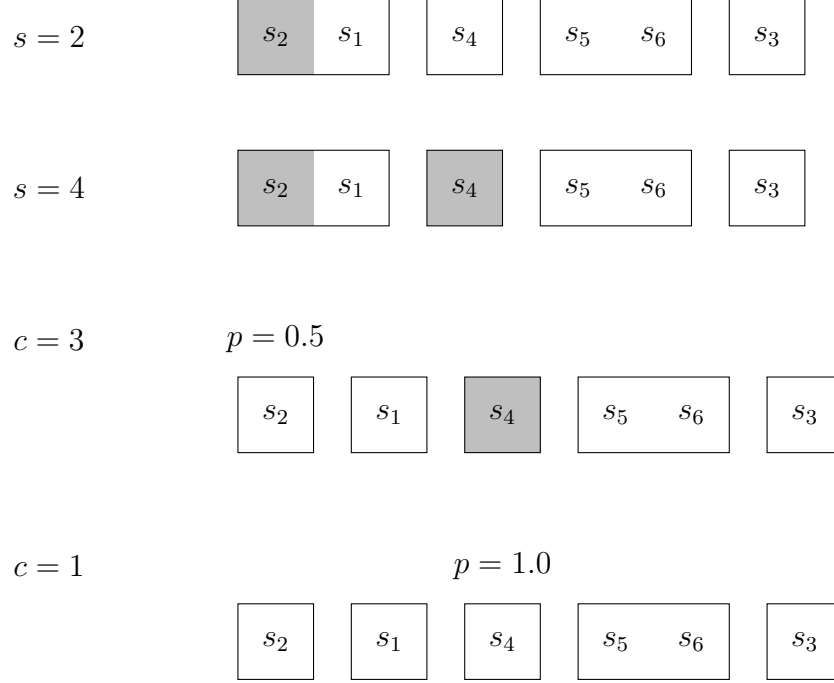 s = 2 s₂ s₁ s₄ s₅ s₆ s₃
s = 4 s₂ s₁ s₄ s₅ s₆ s₃
c = 3 p = 0.5
s₂ s₁ s₄ s₅ s₆ s₃
c = 1 p = 1.0
s₂ s₁ s₄ s₅ s₆ s₃